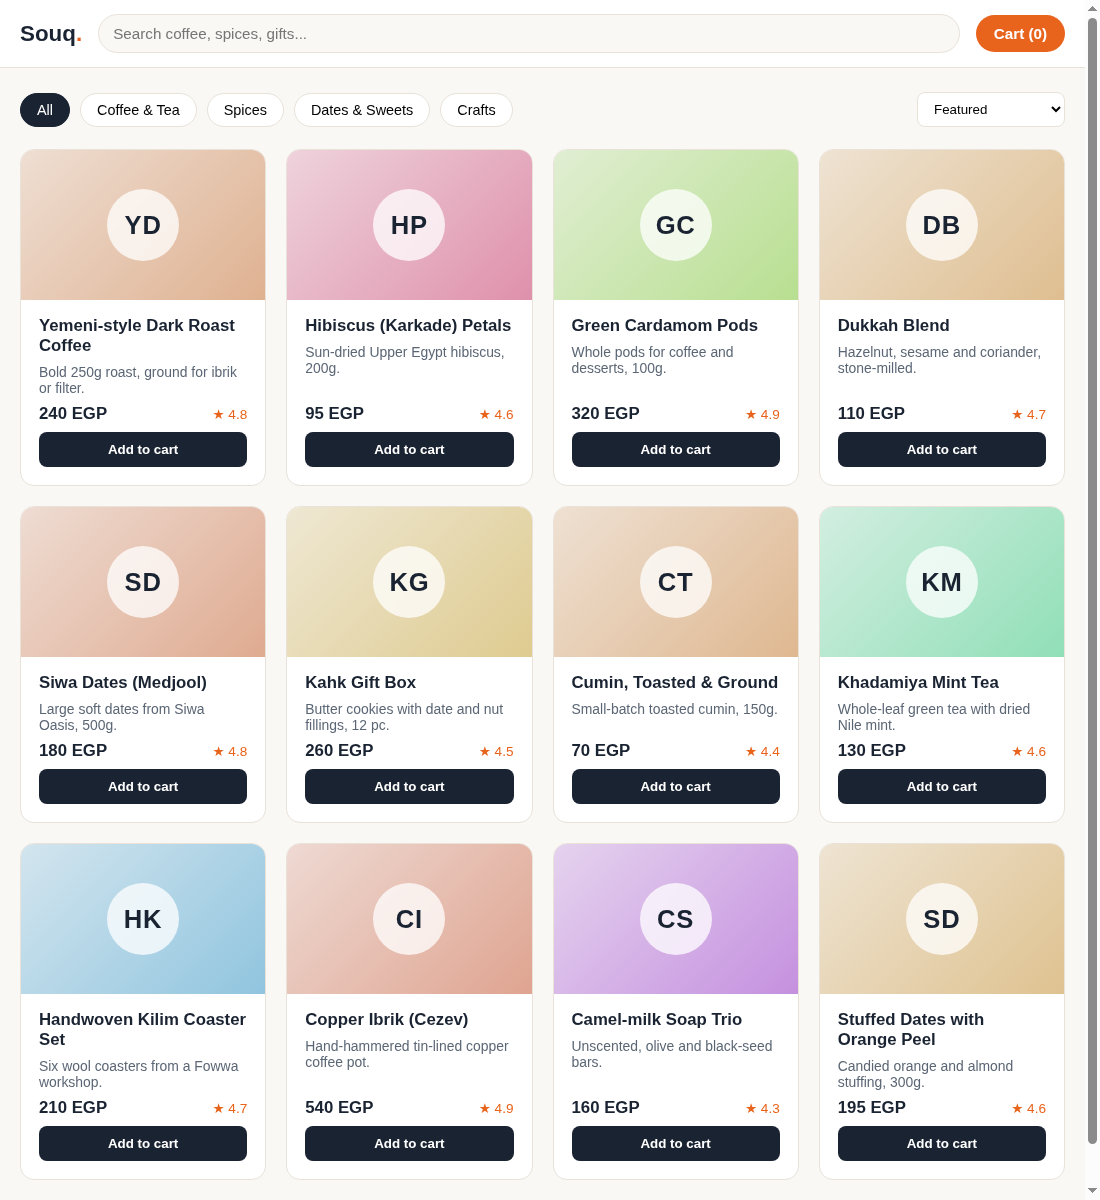 Souq.
Search coffee, spices, gifts...
Cart (0)
All
Coffee & Tea
Spices
Dates & Sweets
Crafts
Featured
YD
Yemeni-style Dark Roast
Coffee
Bold 250g roast, ground for ibrik
or filter.
240 EGP
★ 4.8
Add to cart
HP
Hibiscus (Karkade) Petals
Sun-dried Upper Egypt hibiscus,
200g.
95 EGP
★ 4.6
Add to cart
GC
Green Cardamom Pods
Whole pods for coffee and
desserts, 100g.
320 EGP
★ 4.9
Add to cart
DB
Dukkah Blend
Hazelnut, sesame and coriander,
stone-milled.
110 EGP
★ 4.7
Add to cart
SD
Siwa Dates (Medjool)
Large soft dates from Siwa
Oasis, 500g.
180 EGP
★ 4.8
Add to cart
KG
Kahk Gift Box
Butter cookies with date and nut
fillings, 12 pc.
260 EGP
★ 4.5
Add to cart
CT
Cumin, Toasted & Ground
Small-batch toasted cumin, 150g.
70 EGP
★ 4.4
Add to cart
KM
Khadamiya Mint Tea
Whole-leaf green tea with dried
Nile mint.
130 EGP
★ 4.6
Add to cart
HK
Handwoven Kilim Coaster
Set
Six wool coasters from a Fowwa
workshop.
210 EGP
★ 4.7
Add to cart
CI
Copper Ibrik (Cezev)
Hand-hammered tin-lined copper
coffee pot.
540 EGP
★ 4.9
Add to cart
CS
Camel-milk Soap Trio
Unscented, olive and black-seed
bars.
160 EGP
★ 4.3
Add to cart
SD
Stuffed Dates with
Orange Peel
Candied orange and almond
stuffing, 300g.
195 EGP
★ 4.6
Add to cart